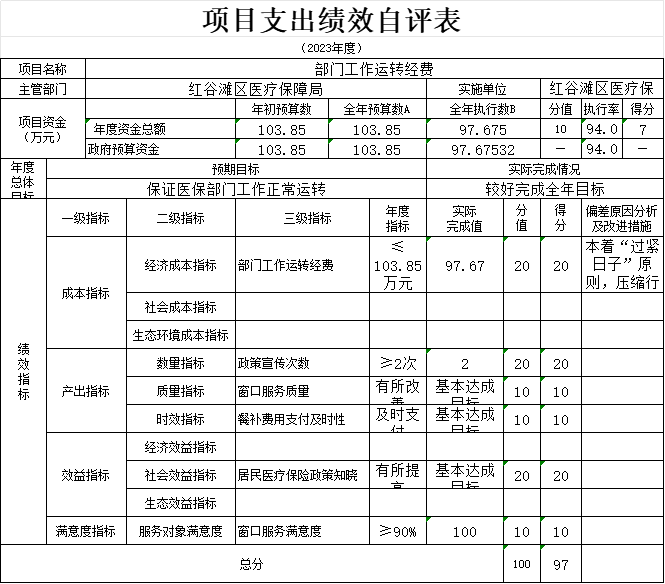 项目支出绩效自评表
（2023年度）
项目名称 部门工作运转经费
主管部门 红谷滩区医疗保障局 实施单位 红谷滩区医疗保
项目资金（万元） 年初预算数 全年预算数A 全年执行数B 分值 执行率 得分
年度资金总额 103.85 103.85 97.675 10 94.0 7
政府预算资金 103.85 103.85 97.67532 — 94.0 —
年度总体目标 预期目标 实际完成情况
保证医保部门工作正常运转 较好完成全年目标
绩效指标 一级指标 二级指标 三级指标 年度指标 实际完成值 分值 得分 偏差原因分析及改进措施
成本指标 经济成本指标 部门工作运转经费 ≤103.85万元 97.67 20 20 本着“过紧日子”原则，压缩行
社会成本指标
生态环境成本指标
产出指标 数量指标 政策宣传次数 ≥2次 2 20 20
质量指标 窗口服务质量 有所改善 基本达成目标 10 10
时效指标 餐补费用支付及时性 及时支付 基本达成目标 10 10
效益指标 经济效益指标
社会效益指标 居民医疗保险政策知晓 有所提高 基本达成目标 20 20
生态效益指标
满意度指标 服务对象满意度 窗口服务满意度 ≥90% 100 10 10
总分 100 97